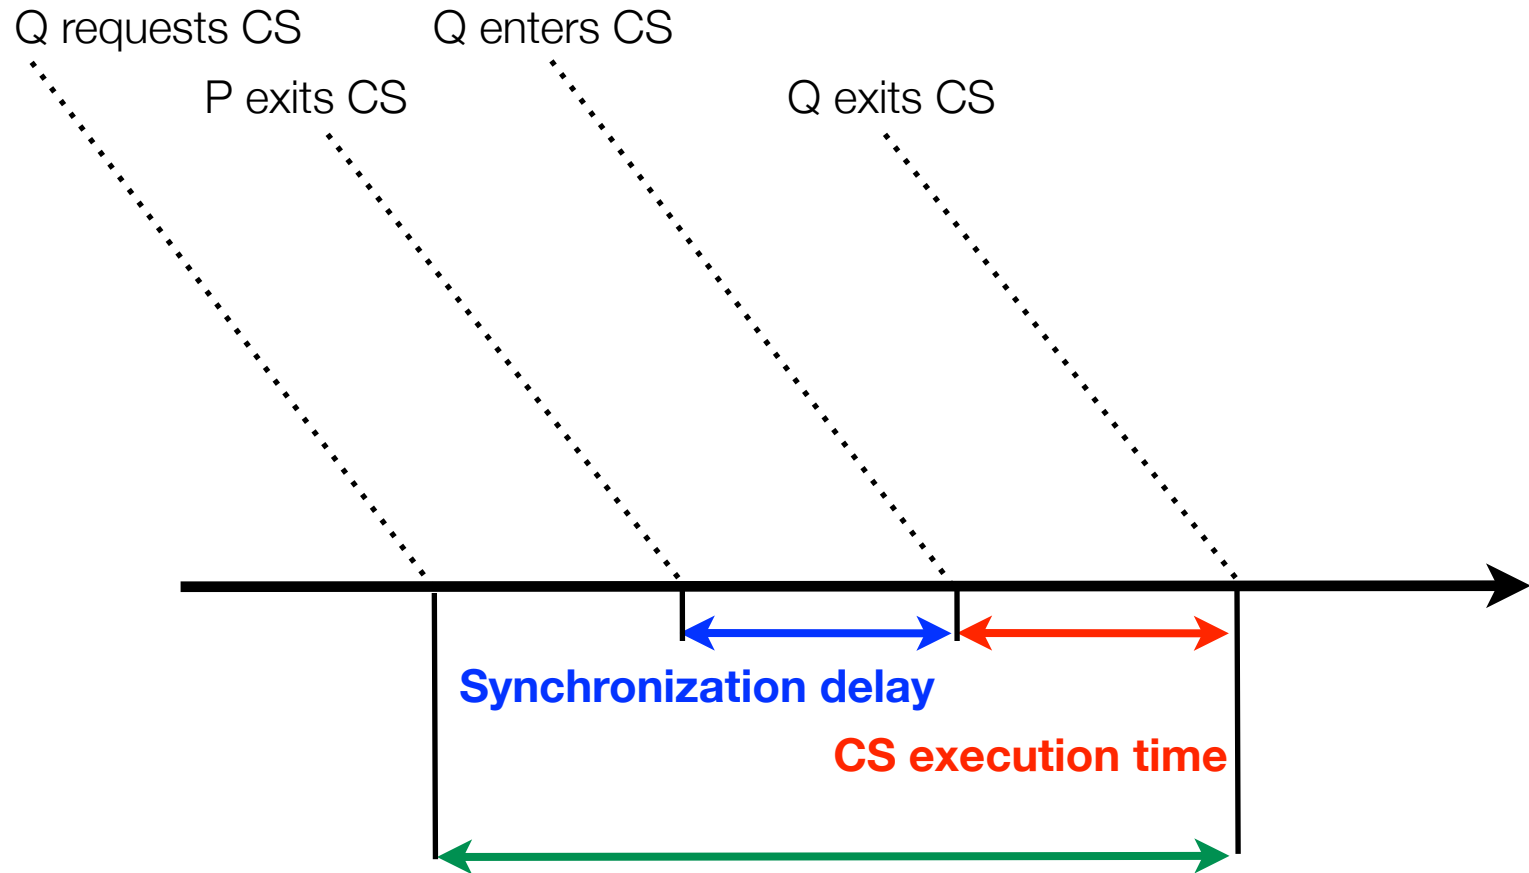 Q requests CS
Q enters CS
P exits CS
Q exits CS
Synchronization delay
CS execution time